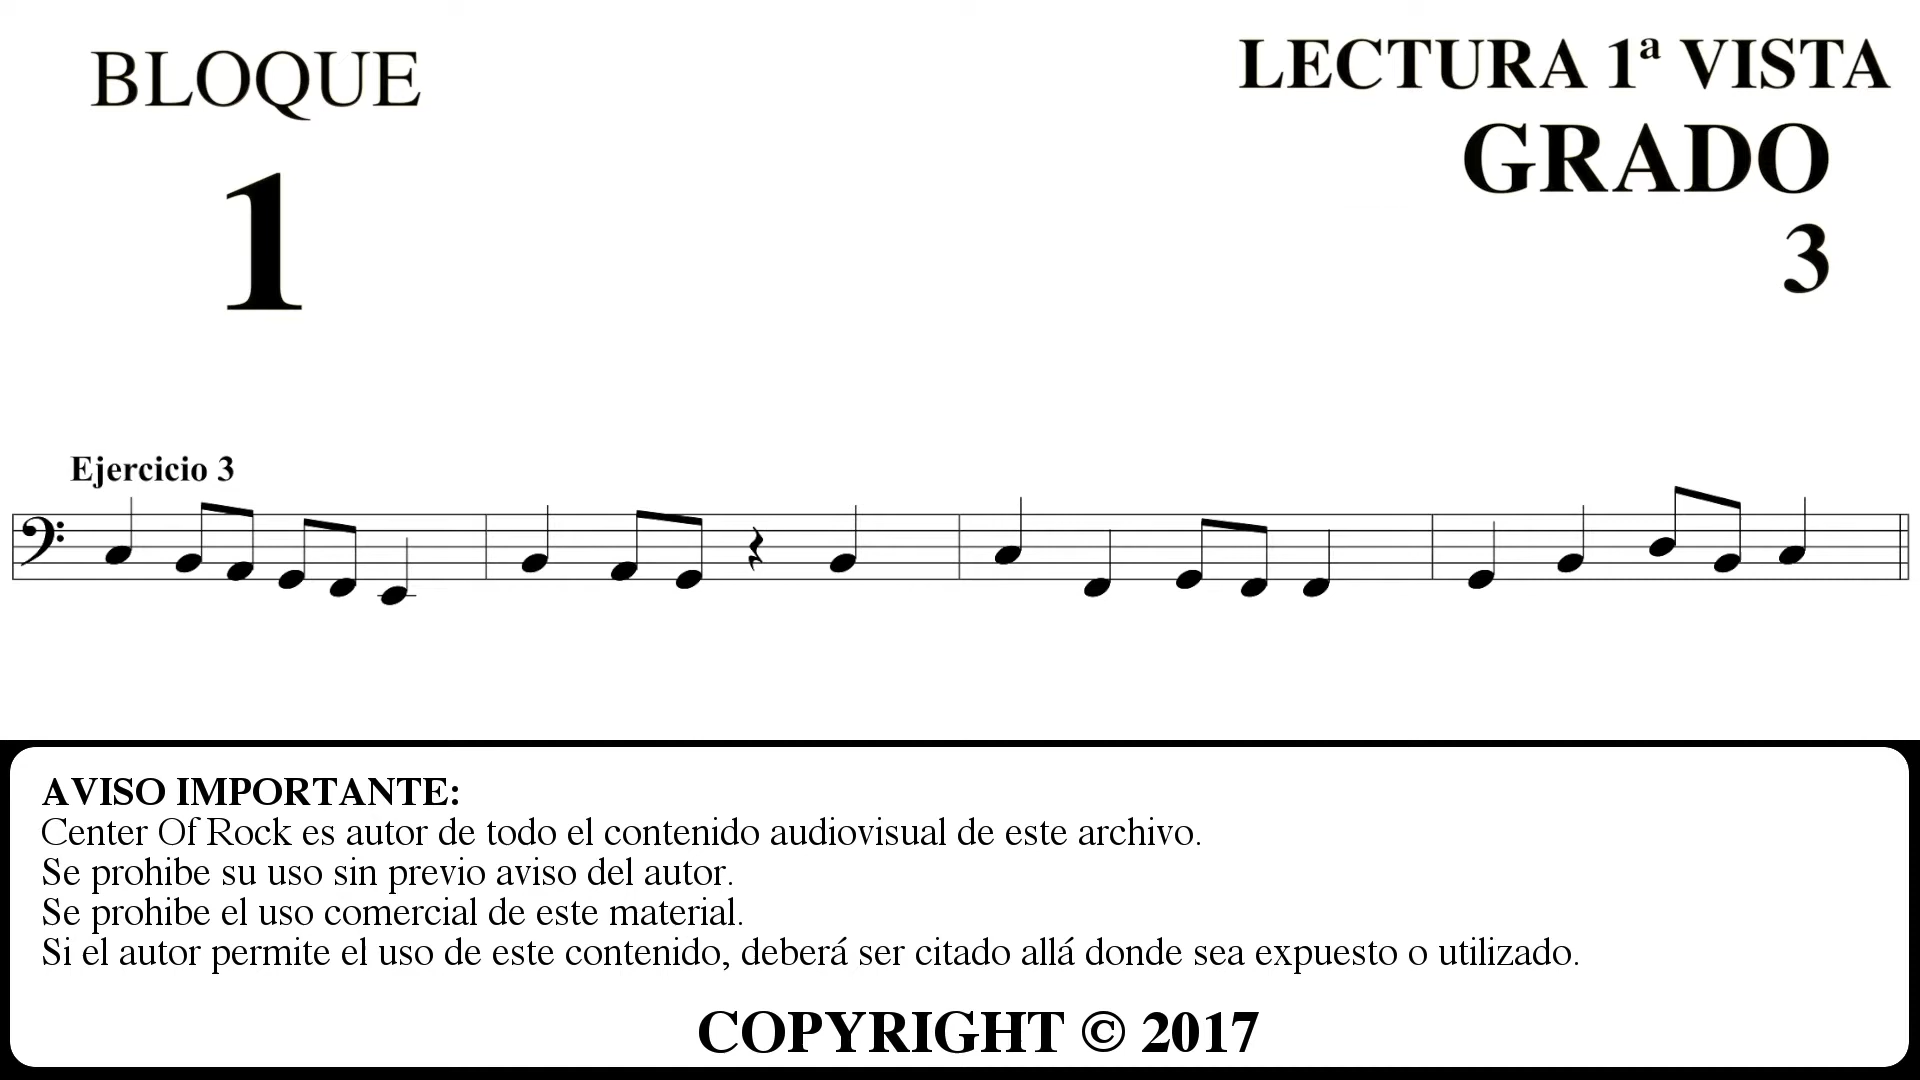 BLOQUE
1
LECTURA 1ª VISTA
GRADO
3
Ejercicio 3
AVISO IMPORTANTE:
Center Of Rock es autor de todo el contenido audiovisual de este archivo.
Se prohibe su uso sin previo aviso del autor.
Se prohibe el uso comercial de este material.
Si el autor permite el uso de este contenido, deberá ser citado allá donde sea expuesto o utilizado.
COPYRIGHT © 2017